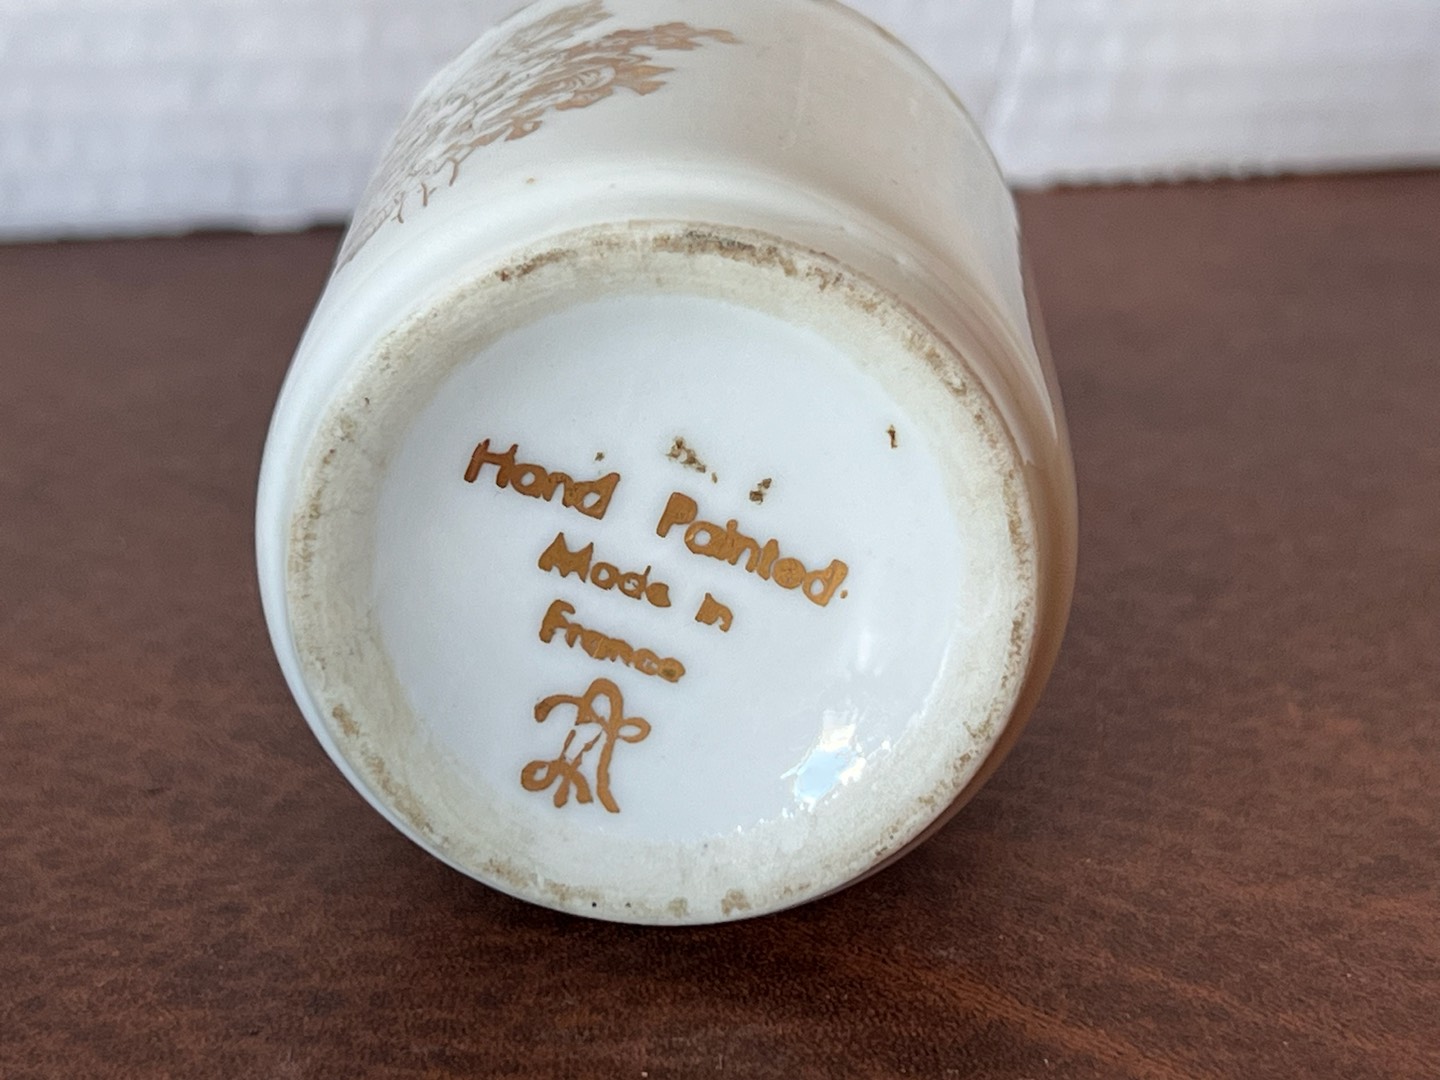 Hand Painted.
Made in
France